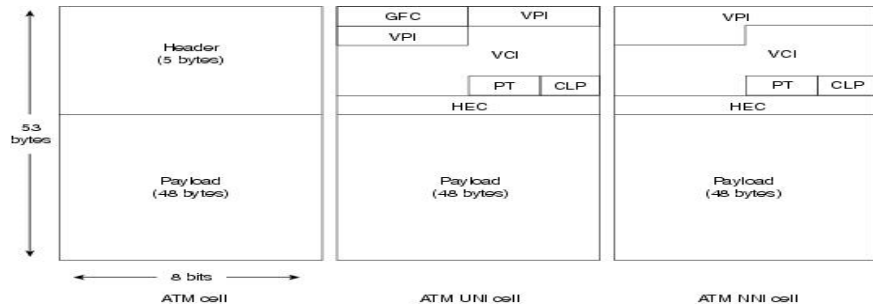 53
bytes
Header
(5 bytes)
Payload
(48 bytes)
8 bits
ATM cell
GFC VPI
VPI
VCI
PT CLP
HEC
Payload
(48 bytes)
ATM UNI cell
VPI
VCI
PT CLP
HEC
Payload
(48 bytes)
ATM NNI cell